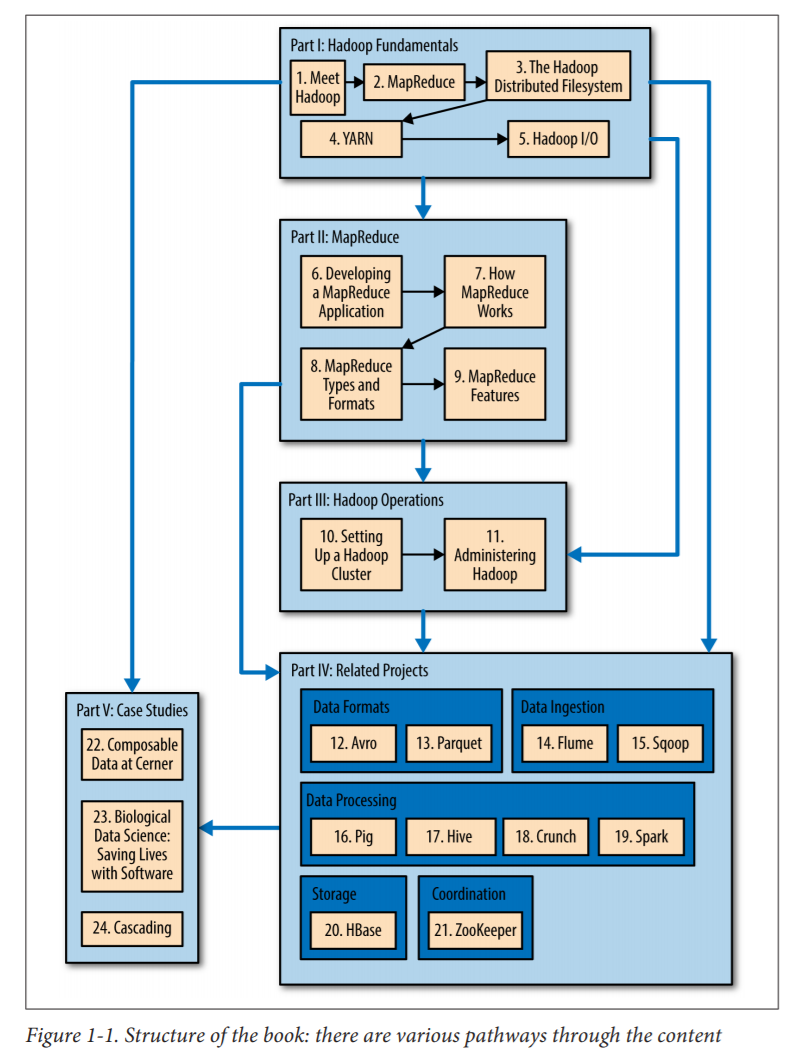 Part I: Hadoop Fundamentals
1. Meet
Hadoop
2. MapReduce
3. The Hadoop
Distributed Filesystem
4. YARN
5. Hadoop I/O
Part II: MapReduce
6. Developing
a MapReduce
Application
7. How
MapReduce
Works
8. MapReduce
Types and
Formats
9. MapReduce
Features
Part III: Hadoop Operations
10. Setting
Up a Hadoop
Cluster
11.
Administering
Hadoop
Part IV: Related Projects
Data Formats
12. Avro
13. Parquet
Data Ingestion
14. Flume
15. Sqoop
Data Processing
16. Pig
17. Hive
18. Crunch
19. Spark
Storage
20. HBase
Coordination
21. ZooKeeper
Part V: Case Studies
22. Composable
Data at Cerner
23. Biological
Data Science:
Saving Lives
with Software
24. Cascading
Figure 1-1. Structure of the book: there are various pathways through the content